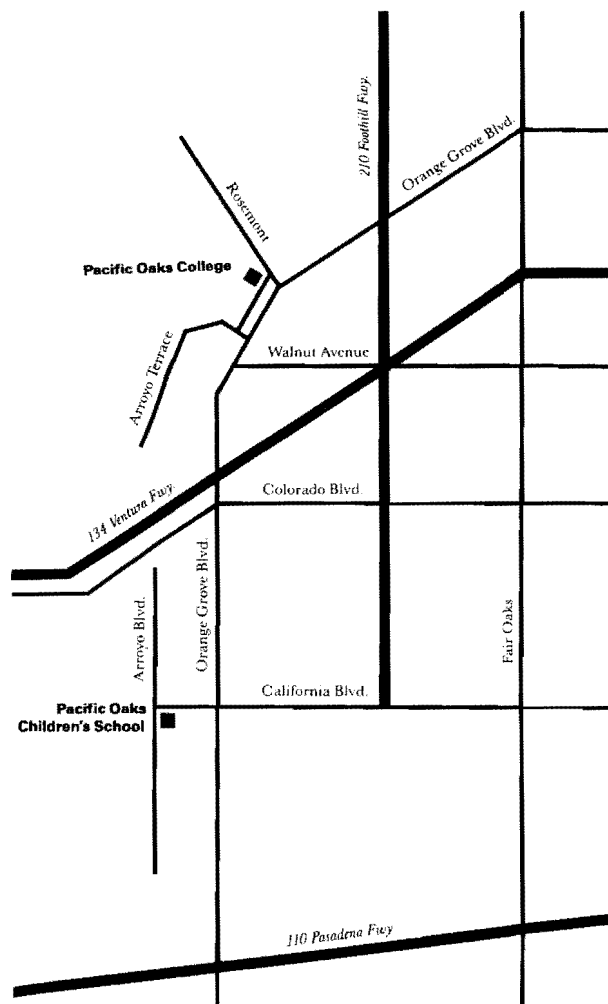 210 Foothill Fwy.
Orange Grove Blvd.
Rosemont
Pacific Oaks College
Arroyo Terrace
Walnut Avenue
134 Ventura Fwy.
Colorado Blvd.
Arroyo Blvd.
Orange Grove Blvd.
Fair Oaks
California Blvd.
Pacific Oaks
Children's School
110 Pasadena Fwy